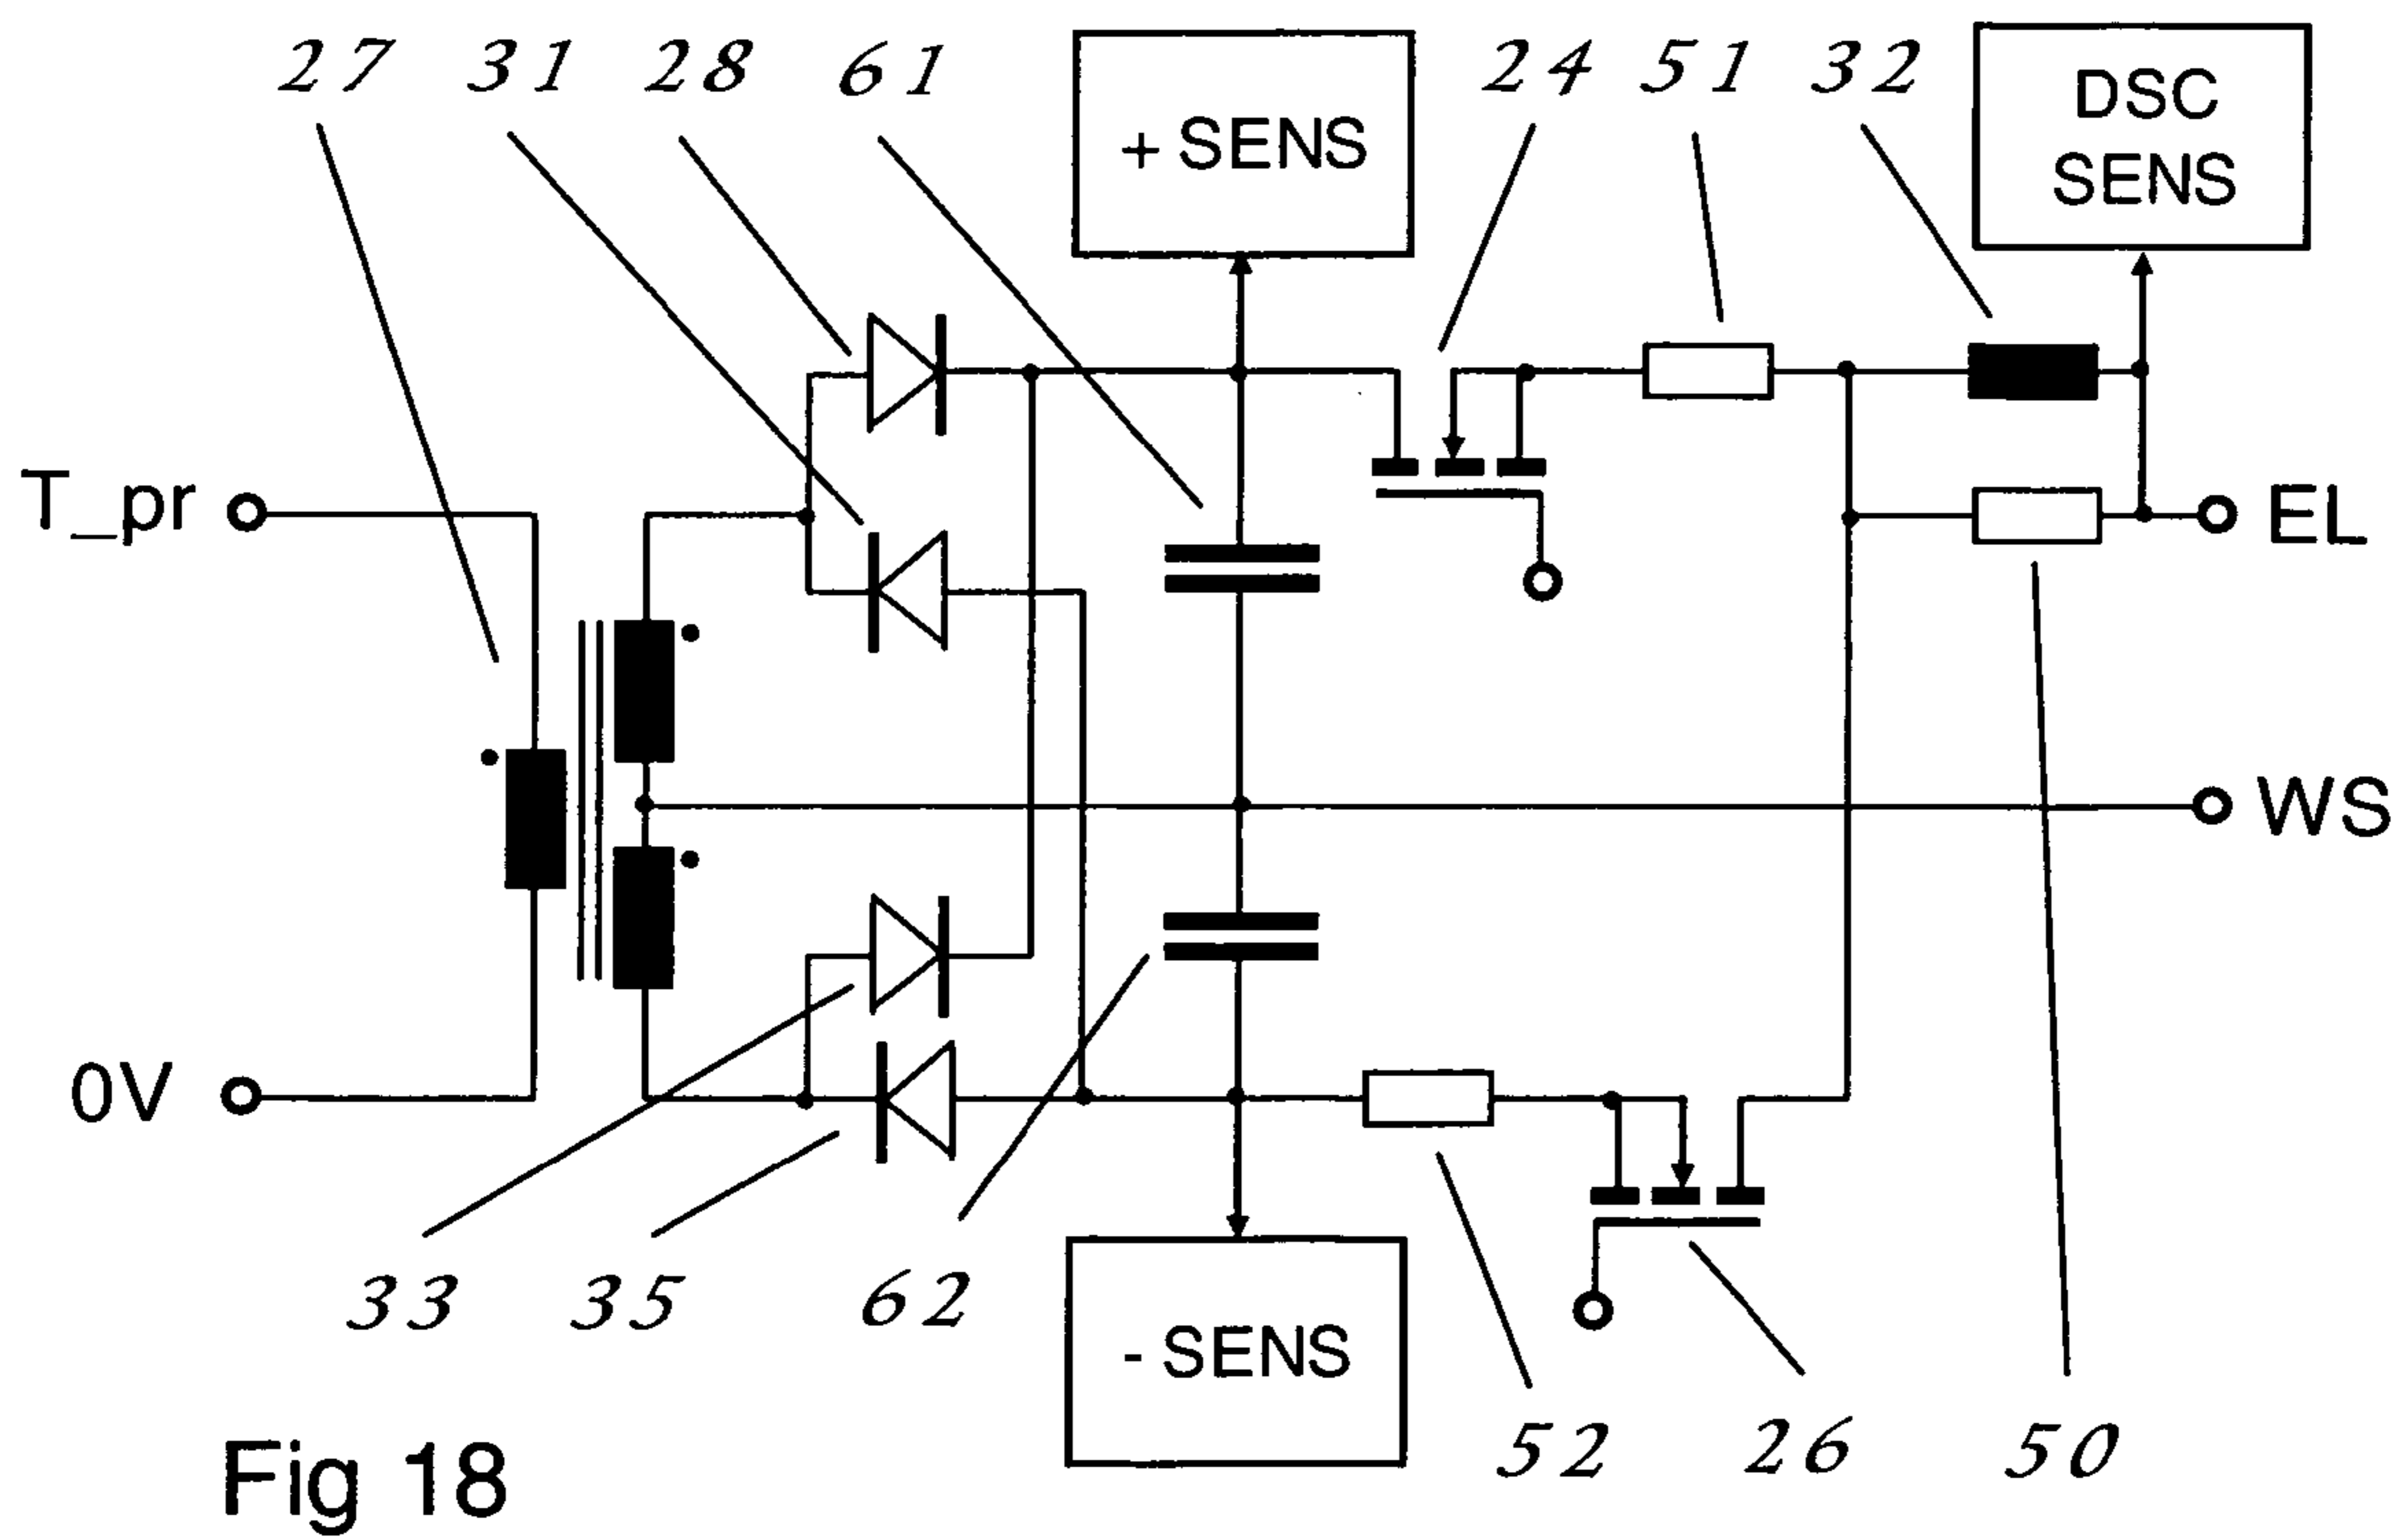 27 31 28 61 24 51 32
+ SENS
DSC
SENS
T_pr
EL
WS
0V
33 35 62
- SENS
52 26 50
Fig 18